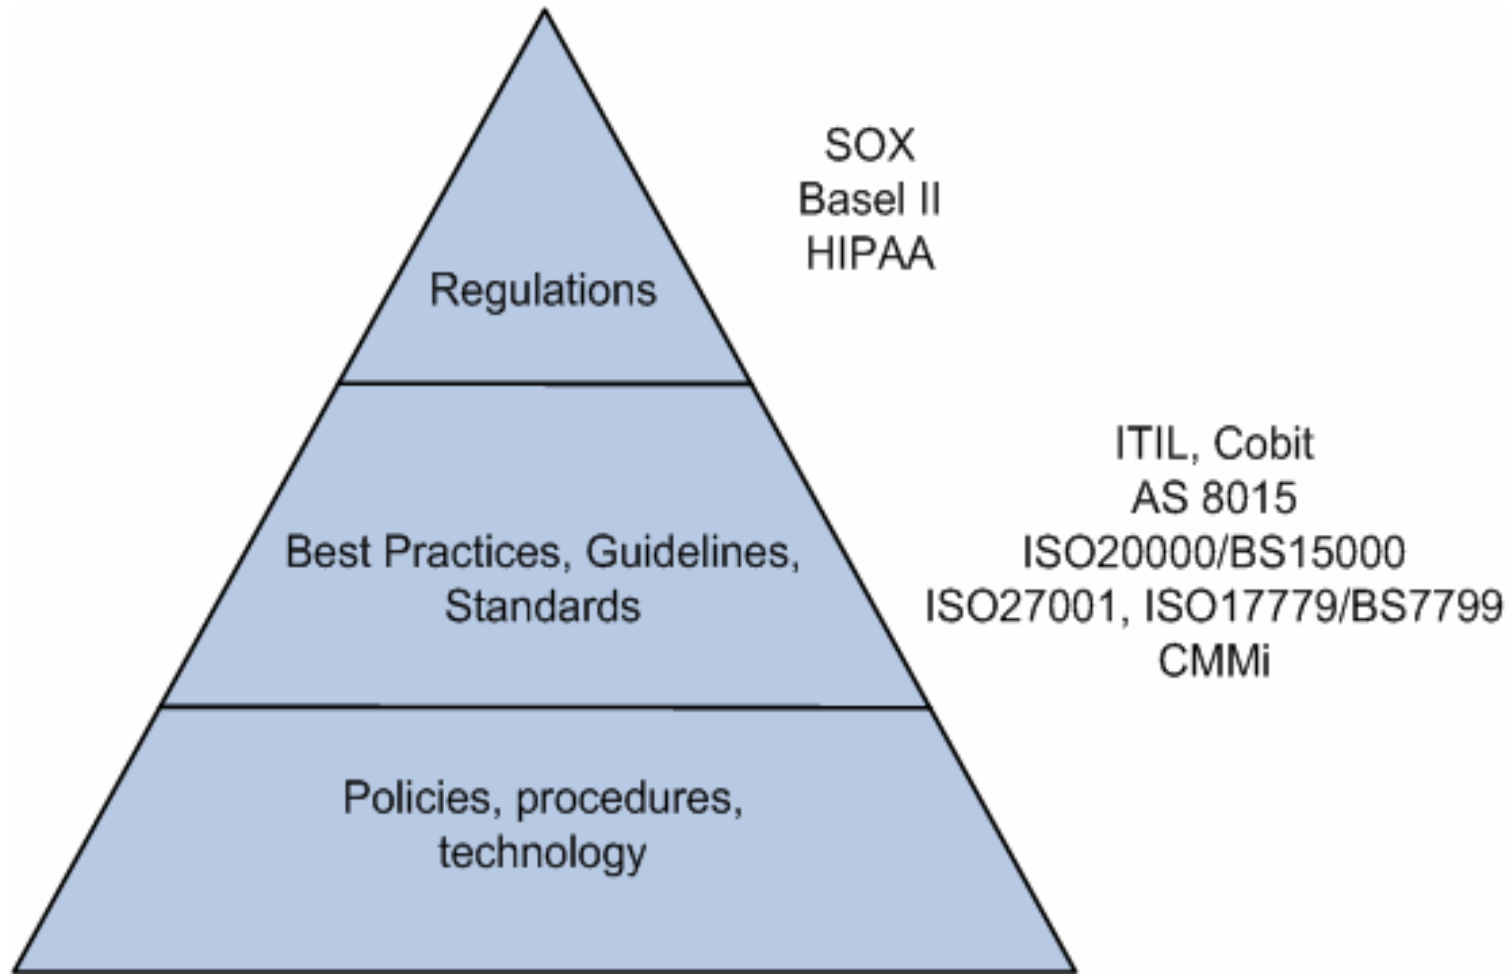 SOX
Basel II
HIPAA
Regulations
ITIL, Cobit
AS 8015
ISO20000/BS15000
ISO27001, ISO17779/BS7799
CMMi
Best Practices, Guidelines,
Standards
Policies, procedures,
technology